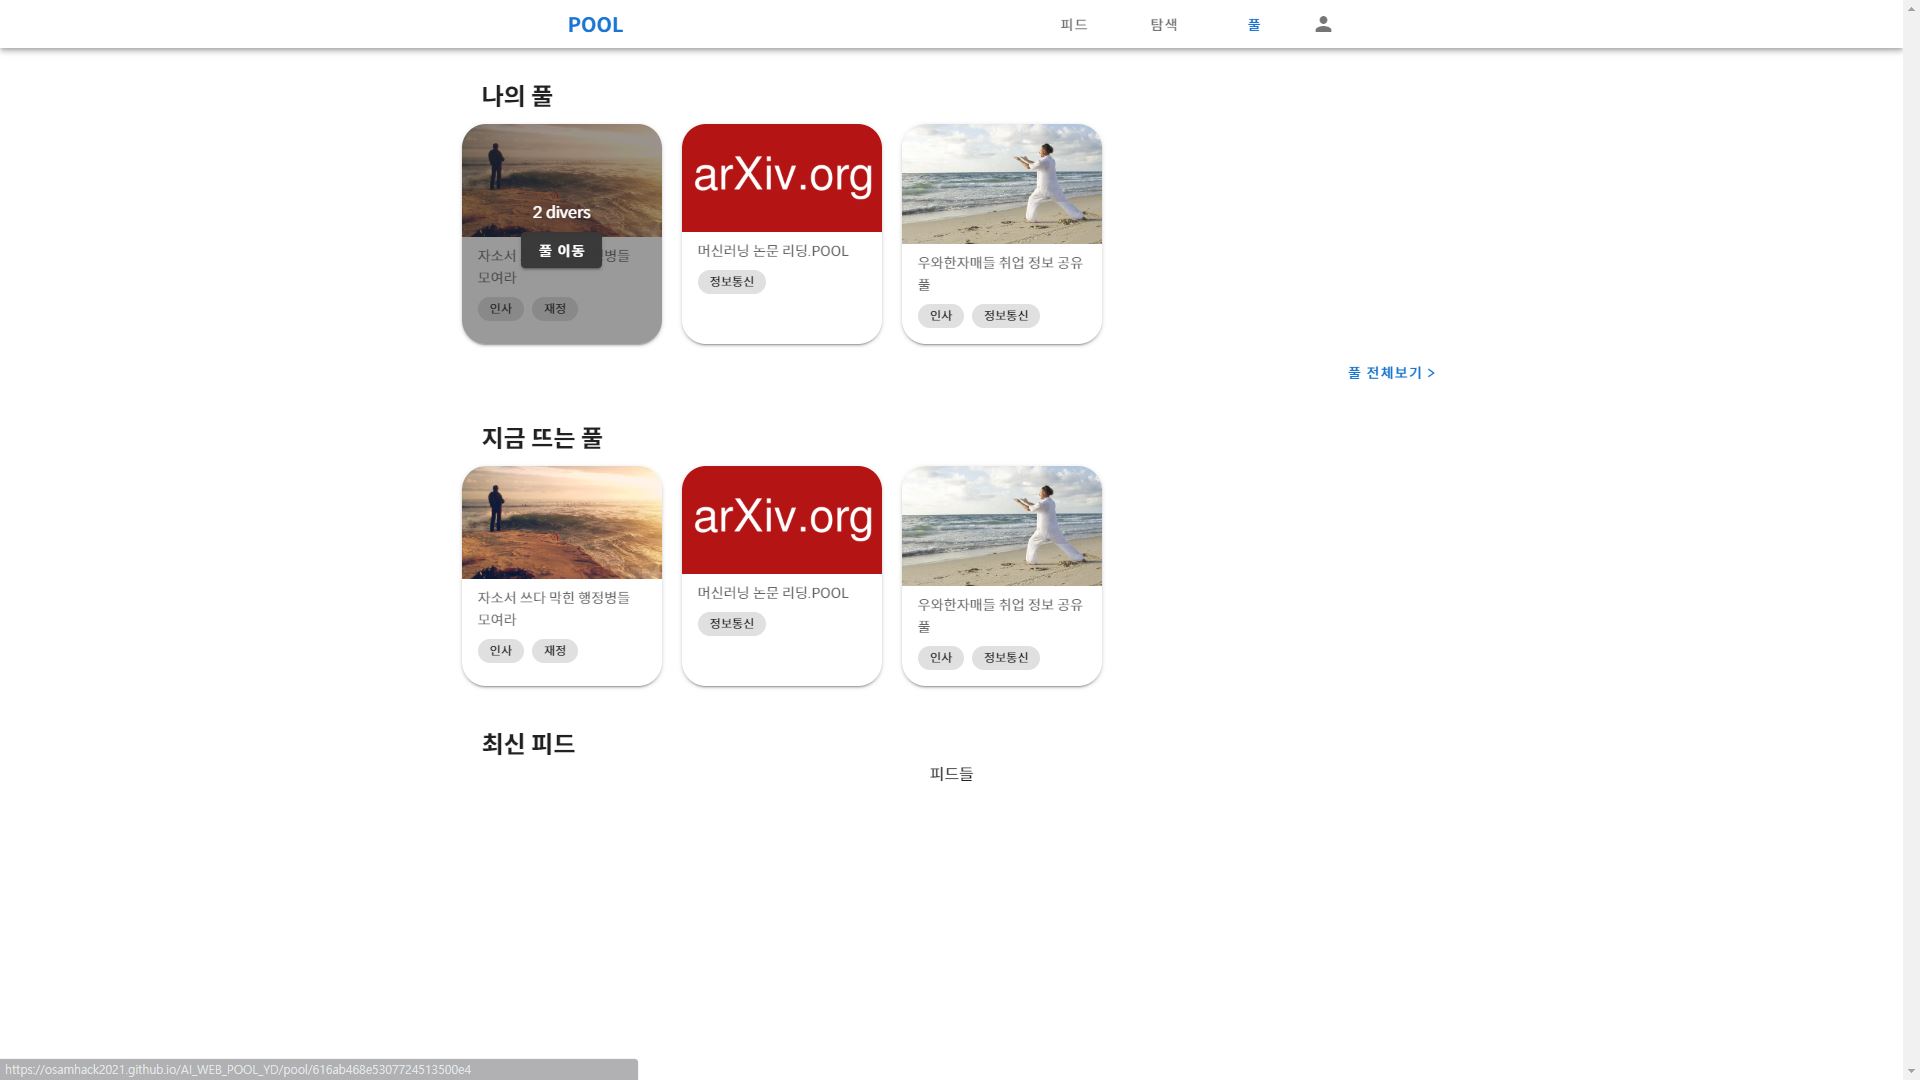 POOL
피드
탐색
풀
나의 풀
2 divers
풀 이동
자소서
병들
모여라
인사
재정
arXiv.org
머신러닝 논문 리딩.POOL
정보통신
우와한자매들 취업 정보 공유
풀
인사
정보통신
풀 전체보기 >
지금 뜨는 풀
자소서 쓰다 막힌 행정병들
모여라
인사
재정
arXiv.org
머신러닝 논문 리딩.POOL
정보통신
우와한자매들 취업 정보 공유
풀
인사
정보통신
최신 피드
피드들
https://osamhack2021.github.io/AI_WEB_POOL_YD/pool/616ab468e5307724513500e4